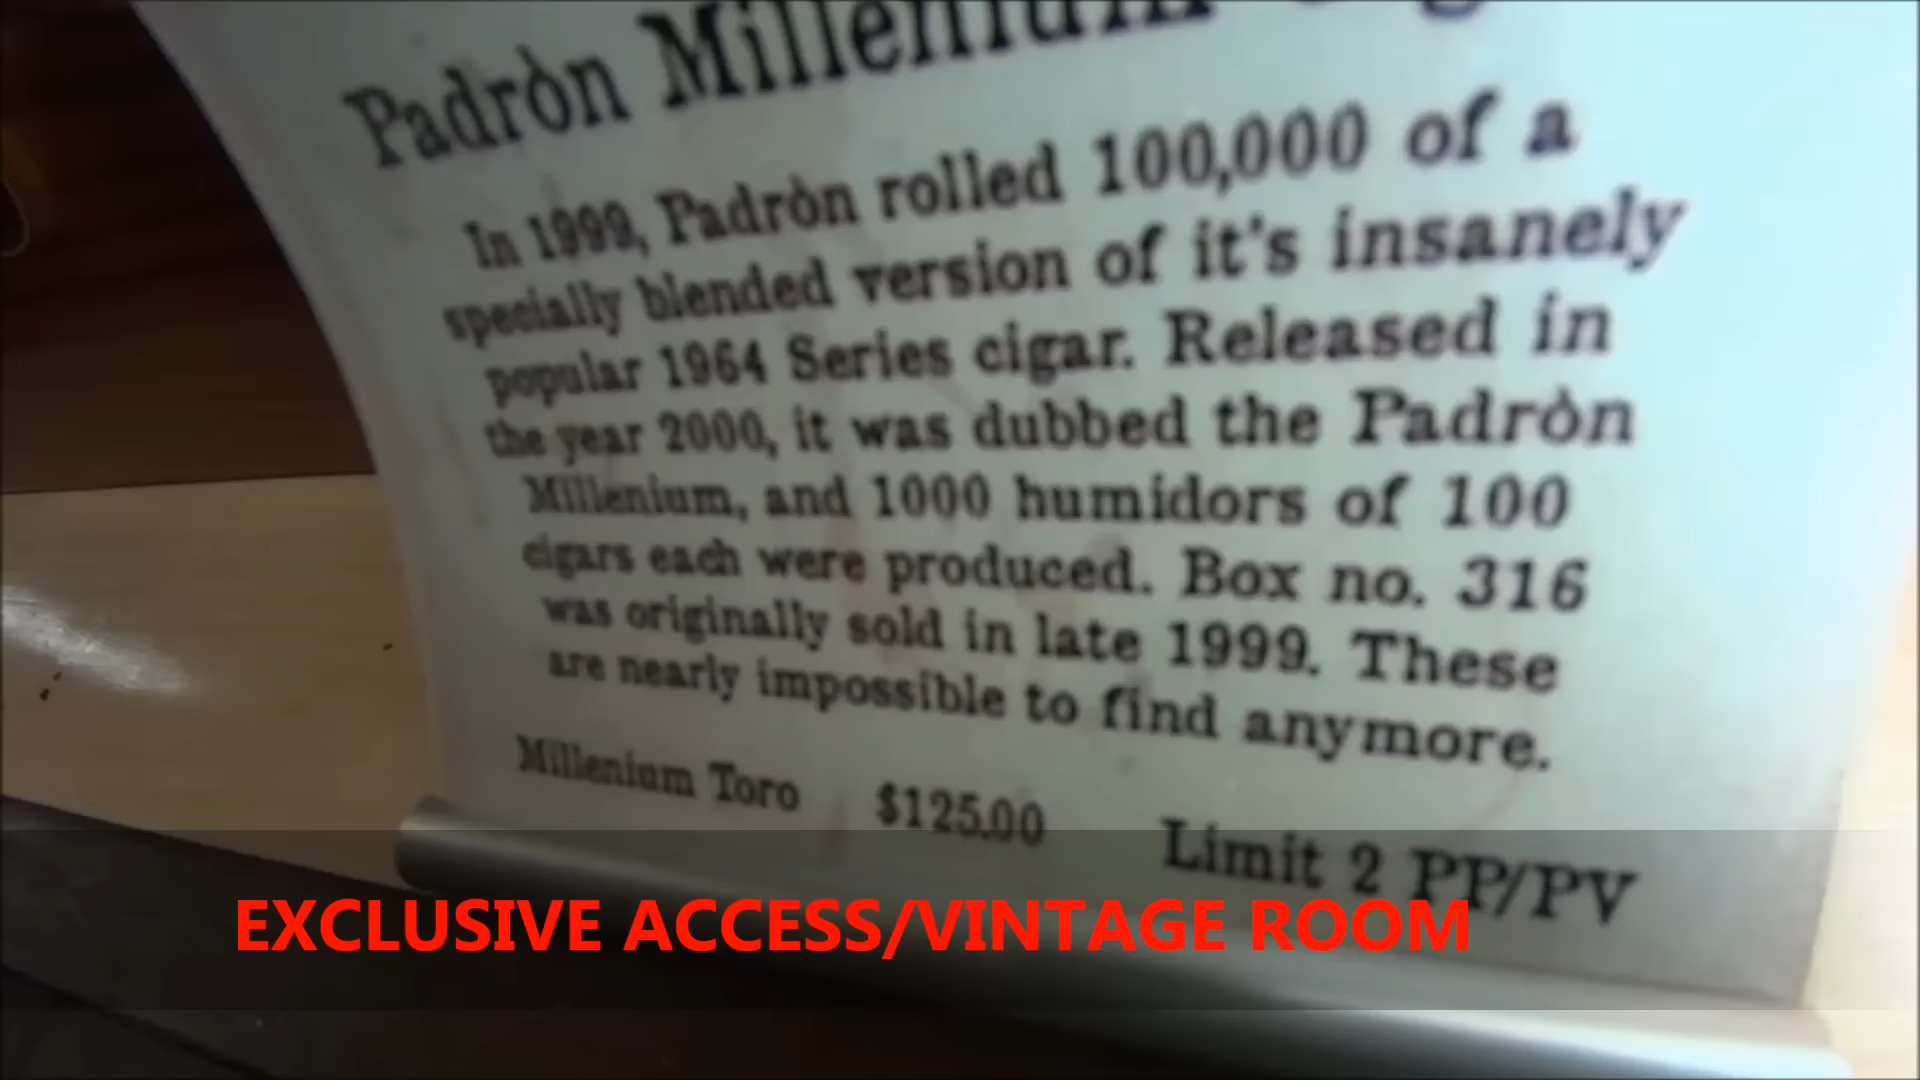 Padròn Millenium
In 1999, Padròn rolled 100,000 of a
specially blended version of it's insanely
popular 1964 Series cigar. Released in
the year 2000, it was dubbed the Padròn
Millenium, and 1000 humidors of 100
cigars each were produced. Box no. 316
was originally sold in late 1999. These
are nearly impossible to find anymore.
Millenium Toro $125.00 Limit 2 PP/PV
EXCLUSIVE ACCESS/VINTAGE ROOM